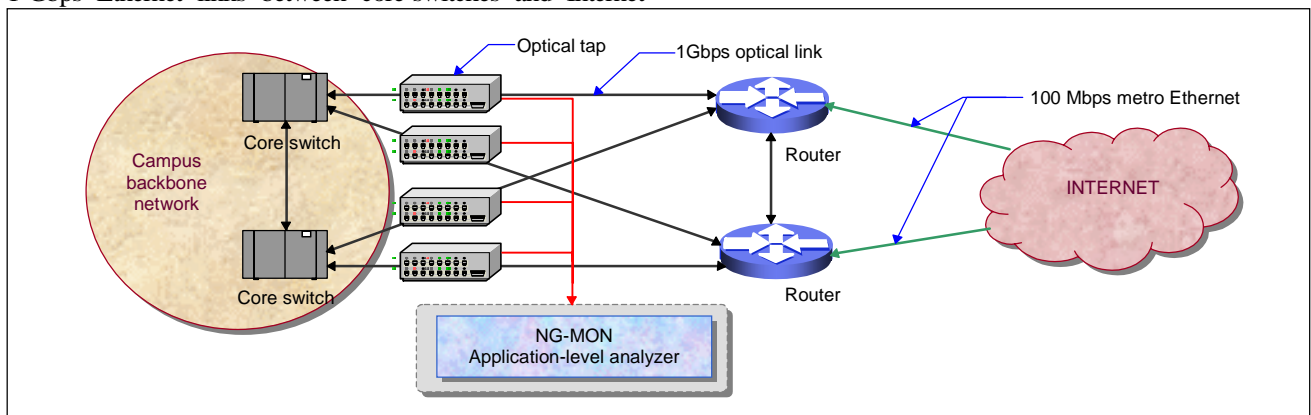 1 Gbps Ethernet links between core switches and Internet
Optical tap
1Gbps optical link
100 Mbps metro Ethernet
Core switch
Router
Campus
backbone
network
INTERNET
Core switch
Router
NG-MON
Application-level analyzer